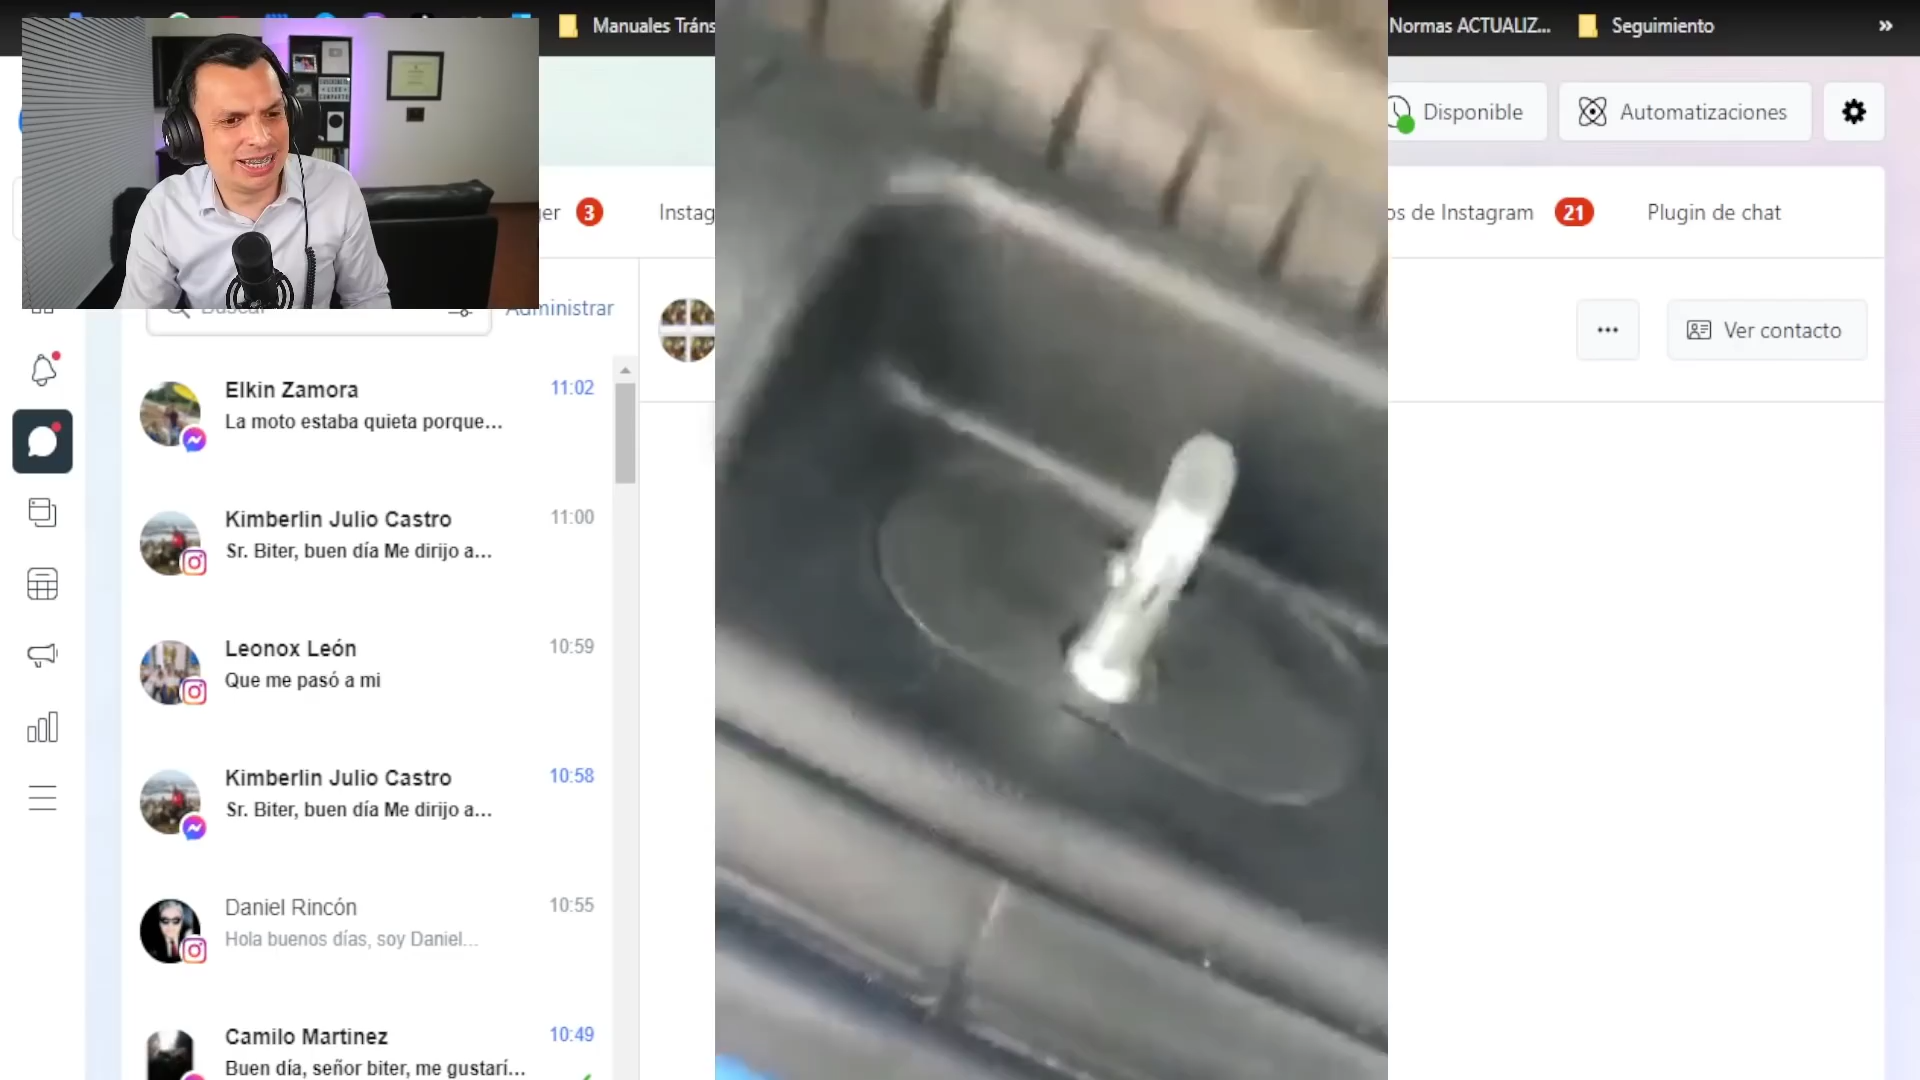 Manuales Tráns
Normas ACTUALIZ...
Seguimiento
»
Disponible
Automatizaciones
er
3
Instag
os de Instagram
21
Plugin de chat
Administrar
...
Ver contacto
Elkin Zamora
11:02
La moto estaba quieta porque...
Kimberlin Julio Castro
11:00
Sr. Biter, buen día Me dirijo a...
Leonox León
10:59
Que me pasó a mi
Kimberlin Julio Castro
10:58
Sr. Biter, buen día Me dirijo a...
Daniel Rincón
10:55
Hola buenos días, soy Daniel...
Camilo Martinez
10:49
Buen día, señor biter, me gustarí...